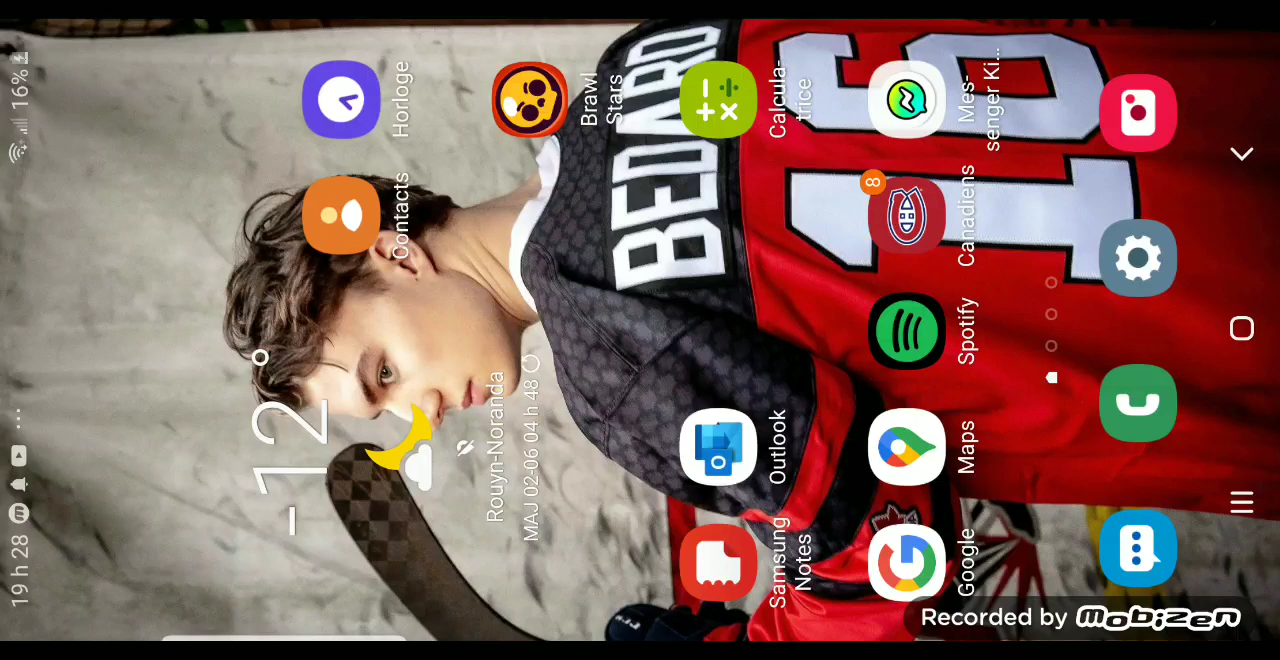 19 h 28 ...
16%
-12°
Rouyn-Noranda
MAJ 02-06 04 h 48
Horloge
Contacts
Brawl
Stars
Calcula-
trice
Outlook
Samsung
Notes
Mes-
senger Ki...
8
Canadiens
Spotify
Maps
Google
BEDARD
16
Recorded by mobizen